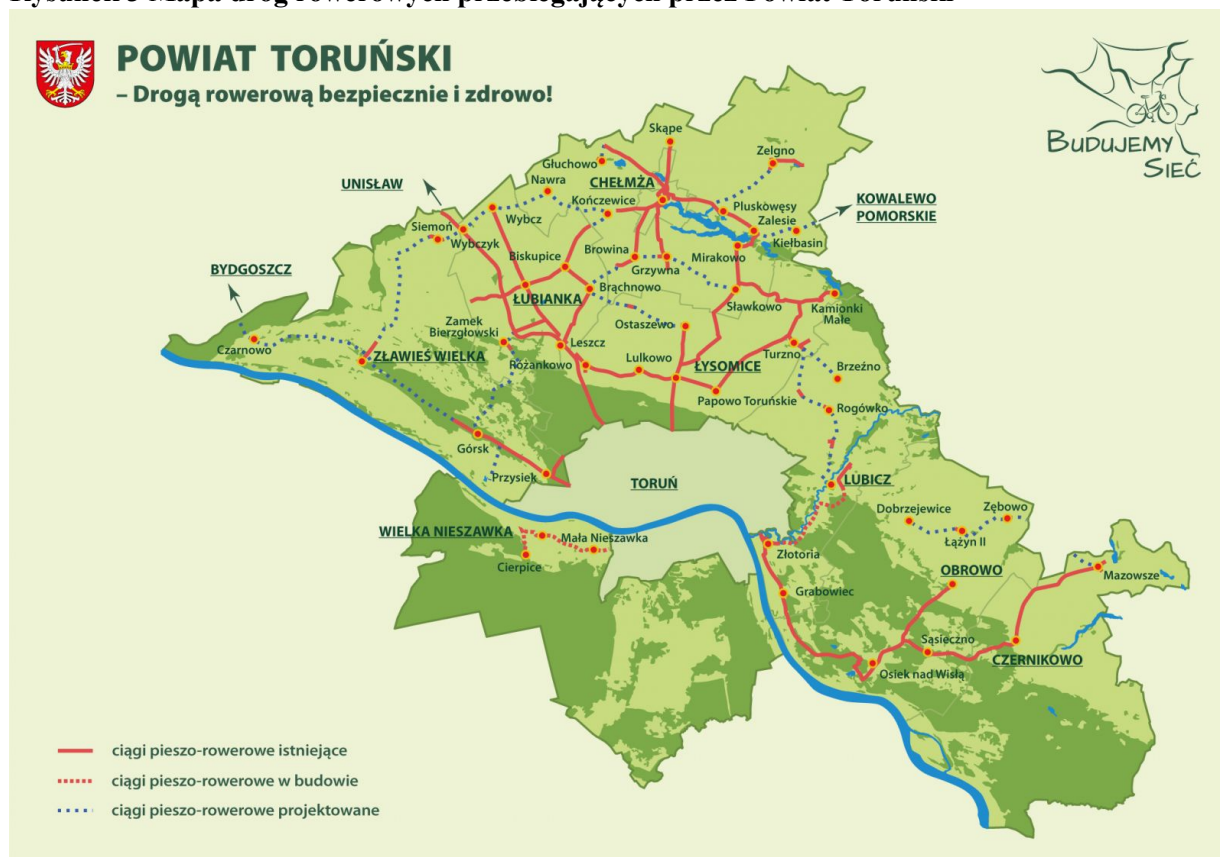 POWIAT TORUŃSKI
– Drogą rowerową bezpiecznie i zdrowo!
BUDUJEMY
SIEĆ
Skąpe
Zelgno
Głuchowo
CHEŁMŻA
UNISŁAW
Nawra
Kończewice
Pluskowęsy
KOWALEWO
POMORSKIE
Wybcz
Zalesie
Siemoń
Kiełbasin
Wybczyk
Browina
Biskupice
Mirakowo
Grzywna
BYDGOSZCZ
Brąchnowo
ŁUBIANKA
Sławkowo
Kamionki
Małe
Zamek
Bierzgłowski
Ostaszewo
Leszcz
Czarnowo
ZŁAWIEŚ WIELKA
Lulkowo
Turzno
Różankowo
ŁYSOMICE
Brzeźno
Papowo Toruńskie
Rogówko
Górsk
Przysiek
TORUŃ
LUBICZ
Dobrzejewice
Zębowo
WIELKA NIESZAWKA
Mała Nieszawka
Łążyn II
Złotoria
Cierpice
OBROWO
Mazowsze
Grabowiec
Sąsieczno
CZERNIKOWO
Osiek nad Wisłą
ciągi pieszo-rowerowe istniejące
ciągi pieszo-rowerowe w budowie
ciągi pieszo-rowerowe projektowane